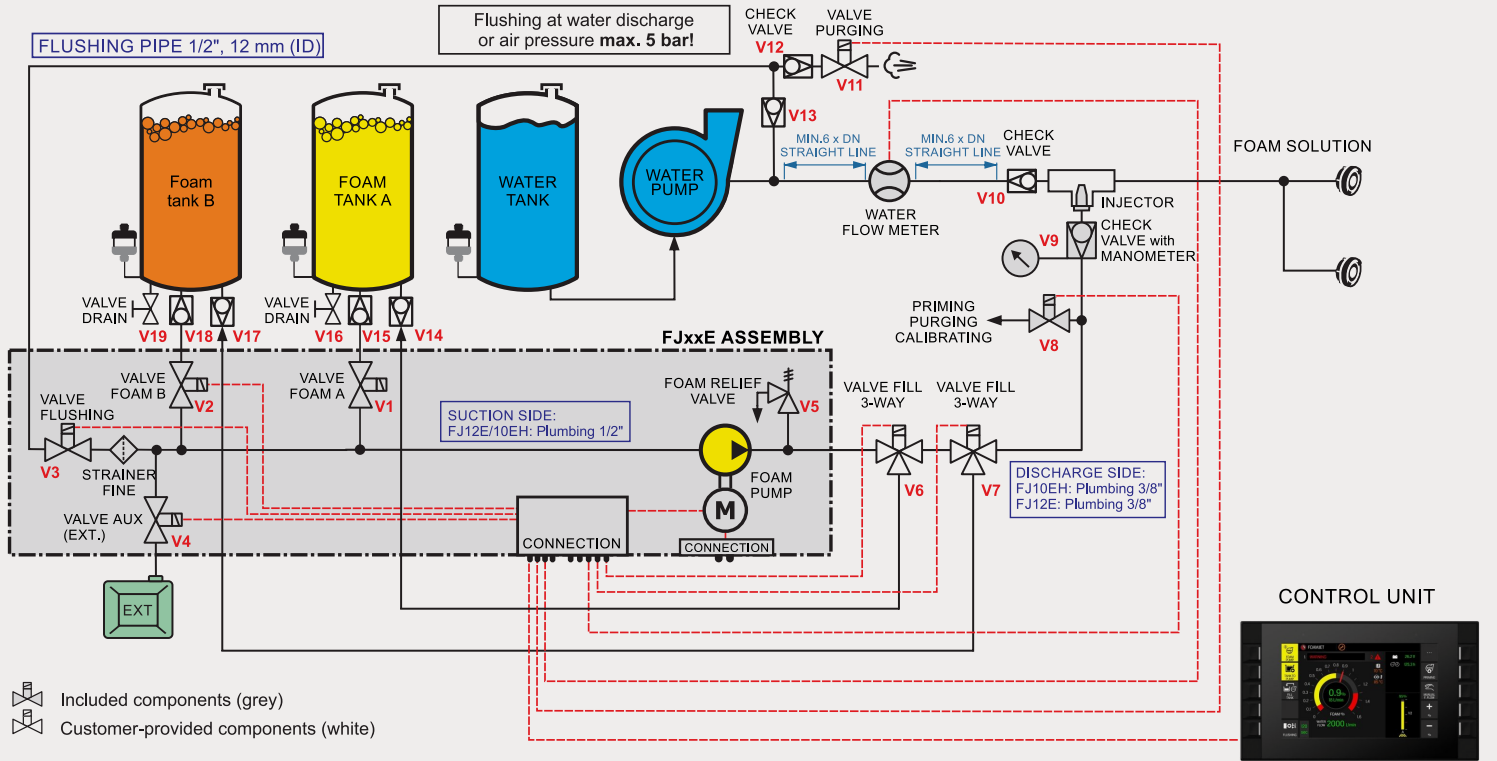 FLUSHING PIPE 1/2", 12 mm (ID)
Flushing at water discharge
or air pressure max. 5 bar!
CHECK
VALVE
V12
VALVE
PURGING
V11
V13
MIN.6 x DN
STRAIGHT LINE
MIN.6 x DN
STRAIGHT LINE
CHECK
VALVE
V10
FOAM SOLUTION
Foam
tank B
FOAM
TANK A
WATER
TANK
WATER
PUMP
WATER
FLOW METER
INJECTOR
V9
CHECK
VALVE with
MANOMETER
VALVE
DRAIN
V19
V18
V17
VALVE
DRAIN
V16
V15
V14
PRIMING
PURGING
CALIBRATING
V8
FJxxE ASSEMBLY
VALVE
FOAM B
V2
VALVE
FOAM A
V1
FOAM RELIEF
VALVE
V5
VALVE FILL
3-WAY
VALVE FILL
3-WAY
VALVE
FLUSHING
V3
SUCTION SIDE:
FJ12E/10EH: Plumbing 1/2"
STRAINER
FINE
FOAM
PUMP
V6
V7
DISCHARGE SIDE:
FJ10EH: Plumbing 3/8"
FJ12E: Plumbing 3/8"
VALVE AUX
(EXT.)
V4
M
CONNECTION
CONNECTION
EXT
CONTROL UNIT
FOAMJET
0.9
FOAM %
2000
Included components (grey)
Customer-provided components (white)